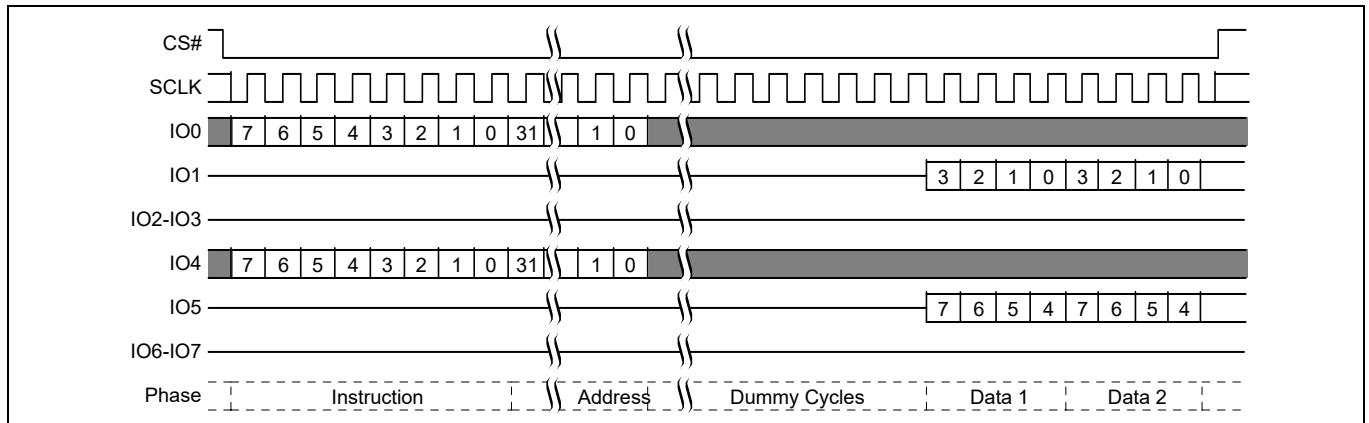 CS#
SCLK
IO0 7 6 5 4 3 2 1 0 31 1 0
IO1 3 2 1 0 3 2 1 0
IO2-IO3
IO4 7 6 5 4 3 2 1 0 31 1 0
IO5 7 6 5 4 7 6 5 4
IO6-IO7
Phase Instruction Address Dummy Cycles Data 1 Data 2